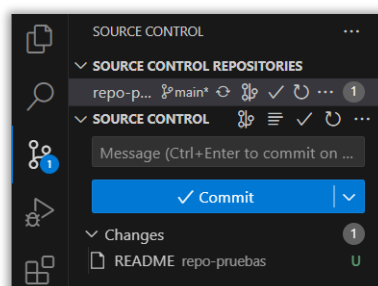 SOURCE CONTROL ...
SOURCE CONTROL REPOSITORIES
repo-p... main* ... 1
SOURCE CONTROL
Message (Ctrl+Enter to commit on ...
Commit
Changes 1
README repo-pruebas U
1